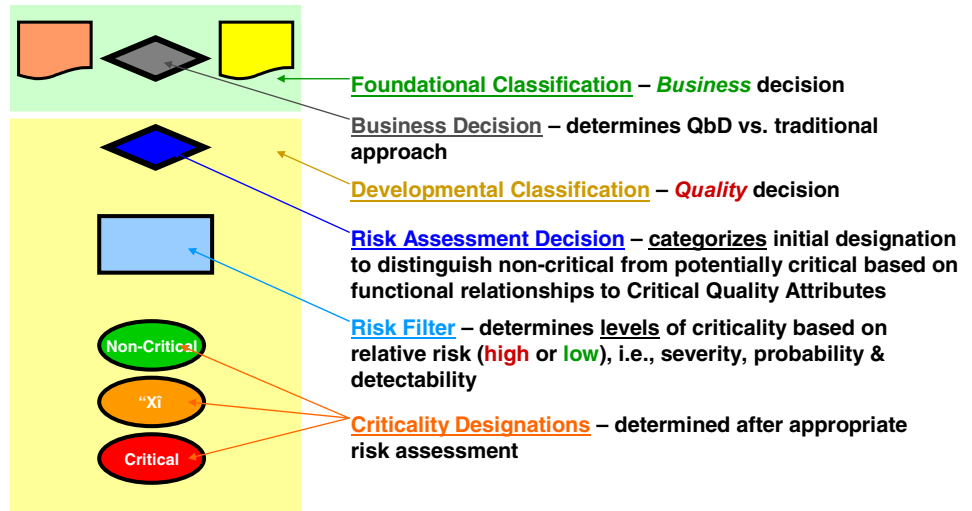 Foundational Classification – Business decision
Business Decision – determines QbD vs. traditional
approach
Developmental Classification – Quality decision
Risk Assessment Decision – categorizes initial designation
to distinguish non-critical from potentially critical based on
functional relationships to Critical Quality Attributes
Non-Critical
Risk Filter – determines levels of criticality based on
relative risk (high or low), i.e., severity, probability &
detectability
“Xî
Criticality Designations – determined after appropriate
risk assessment
Critical